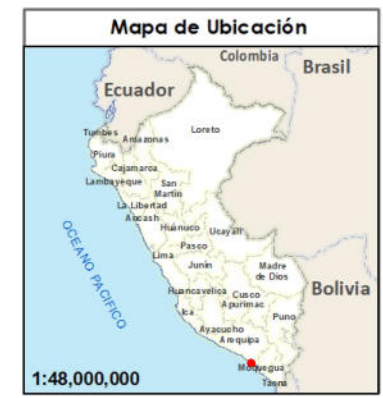 Mapa de Ubicación
Colombia
Brasil
Ecuador
Tumbes
Amazonas
Loreto
Piura
Cajamarca
Lambayeque
San
Martin
La Libertad
Ancash
Huánuco
Ucayali
OCEANO PACIFICO
Pasco
Lima
Junin
Madre
de Dios
Bolivia
Huancavelica
Cusco
Apurimac
Ica
Puno
Ayacucho
Arequipa
Moquegua
Tacna
1:48,000,000